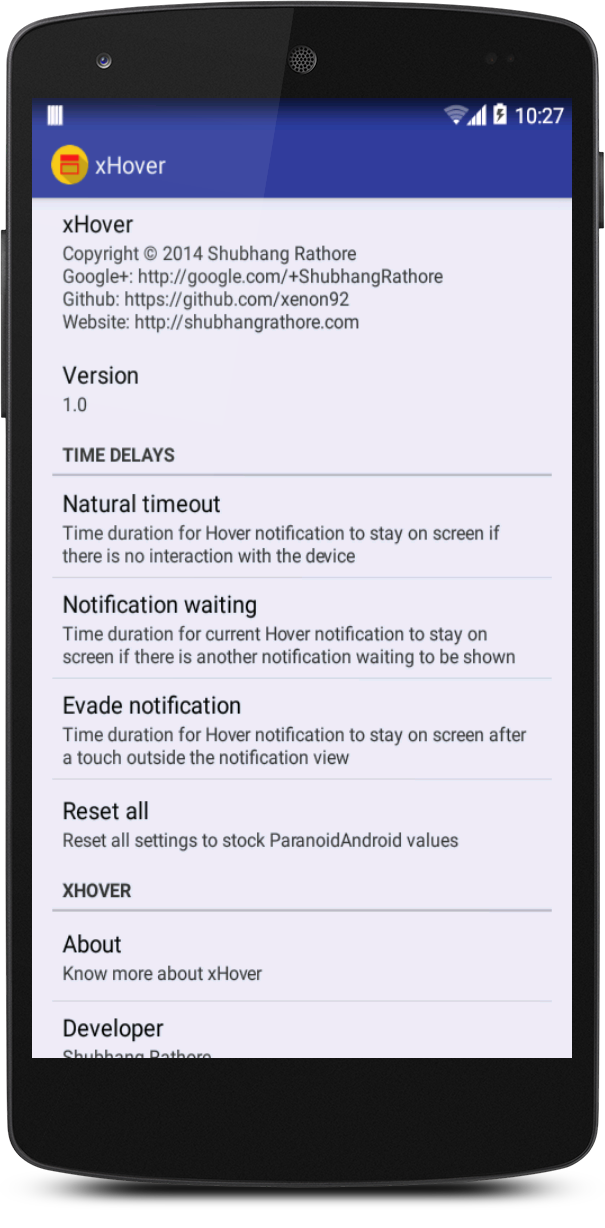 10:27
xHover
xHover
Copyright © 2014 Shubhang Rathore
Google+: http://google.com/+ShubhangRathore
Github: https://github.com/xenon92
Website: http://shubhangrathore.com
Version
1.0
TIME DELAYS
Natural timeout
Time duration for Hover notification to stay on screen if
there is no interaction with the device
Notification waiting
Time duration for current Hover notification to stay on
screen if there is another notification waiting to be shown
Evade notification
Time duration for Hover notification to stay on screen after
a touch outside the notification view
Reset all
Reset all settings to stock ParanoidAndroid values
XHOVER
About
Know more about xHover
Developer
Shubhang Rathore